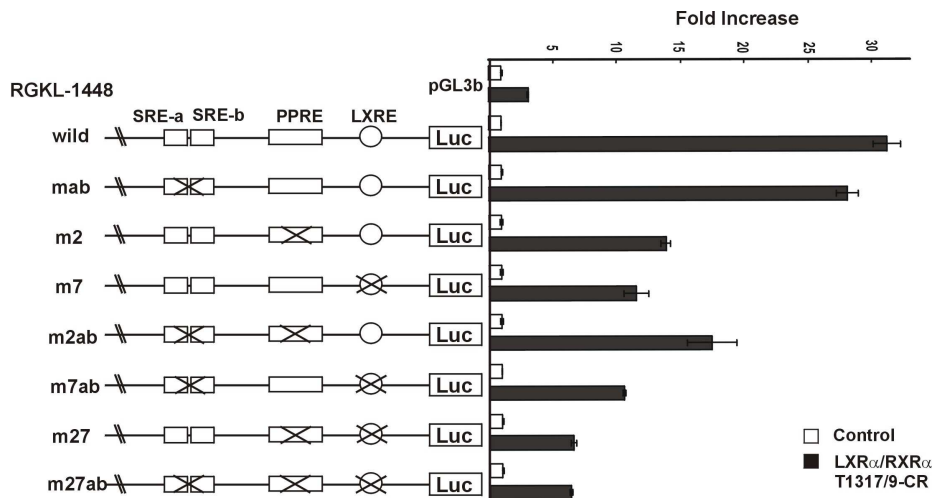 Fold Increase
5 10 15 20 25 30
RGKL-1448
pGL3b
SRE-a SRE-b PPRE LXRE
wild Luc
mab Luc
m2 Luc
m7 Luc
m2ab Luc
m7ab Luc
m27 Luc
m27ab Luc
Control
LXRα/RXRα
T1317/9-CR